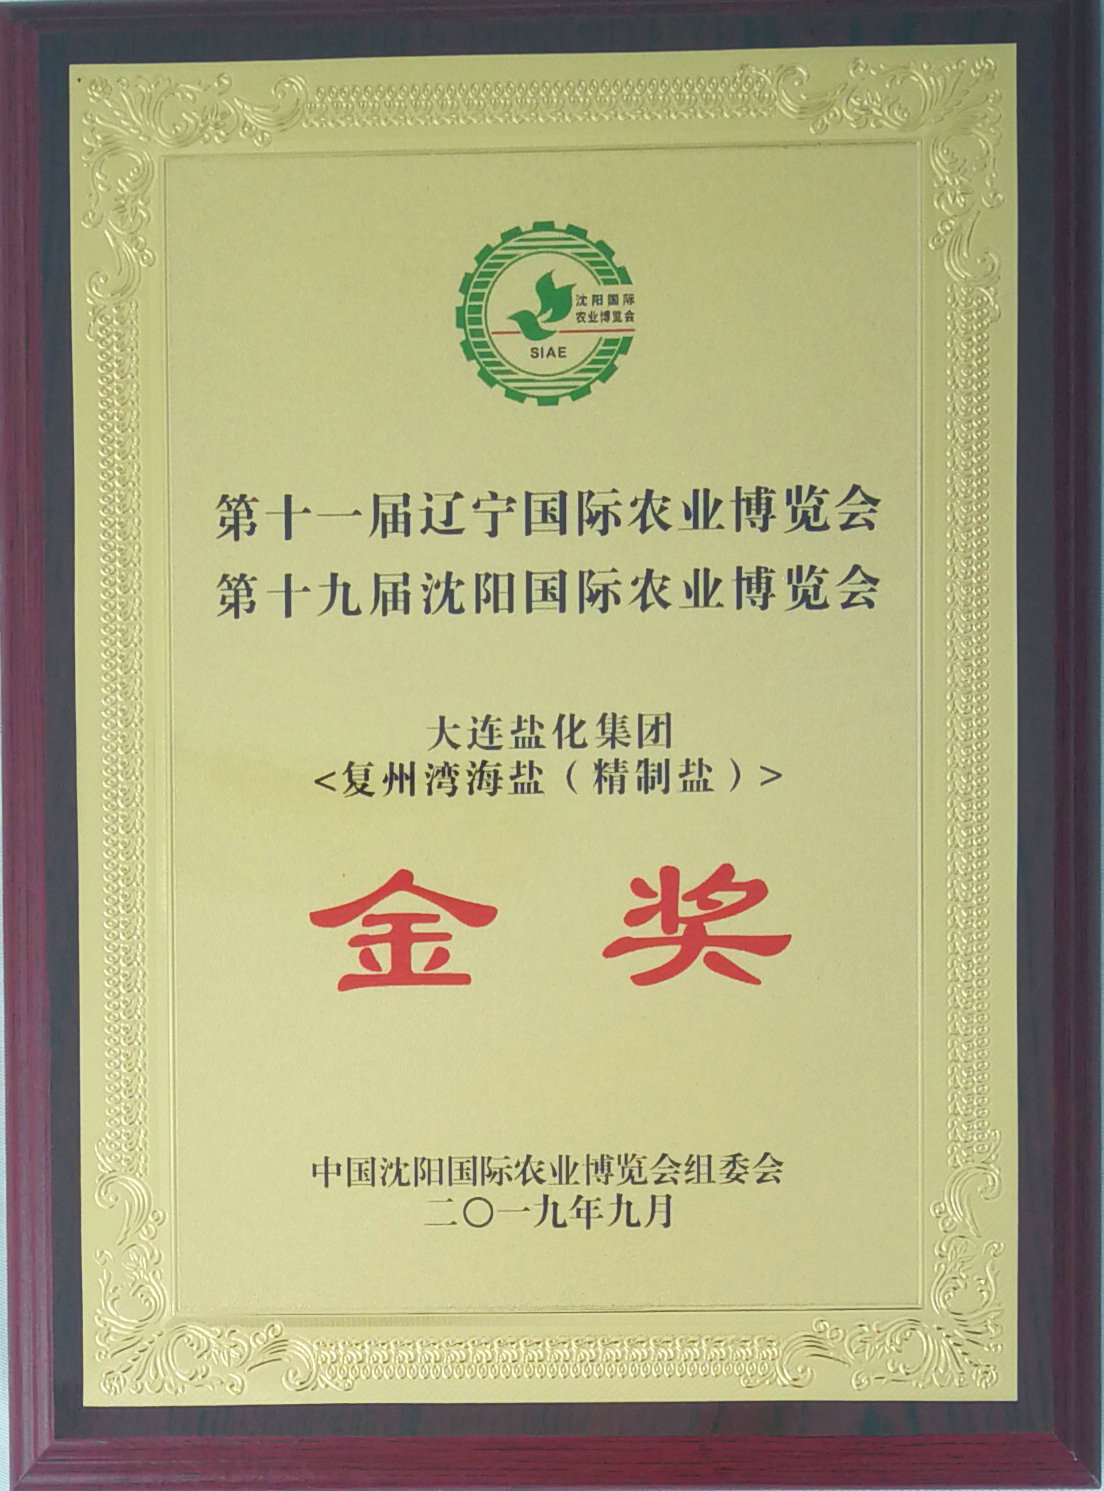 沈阳国际
农业博览会
SIAE
第十一届辽宁国际农业博览会
第十九届沈阳国际农业博览会
大连盐化集团
<复州湾海盐（精制盐）>
金奖
中国沈阳国际农业博览会组委会
二〇一九年九月